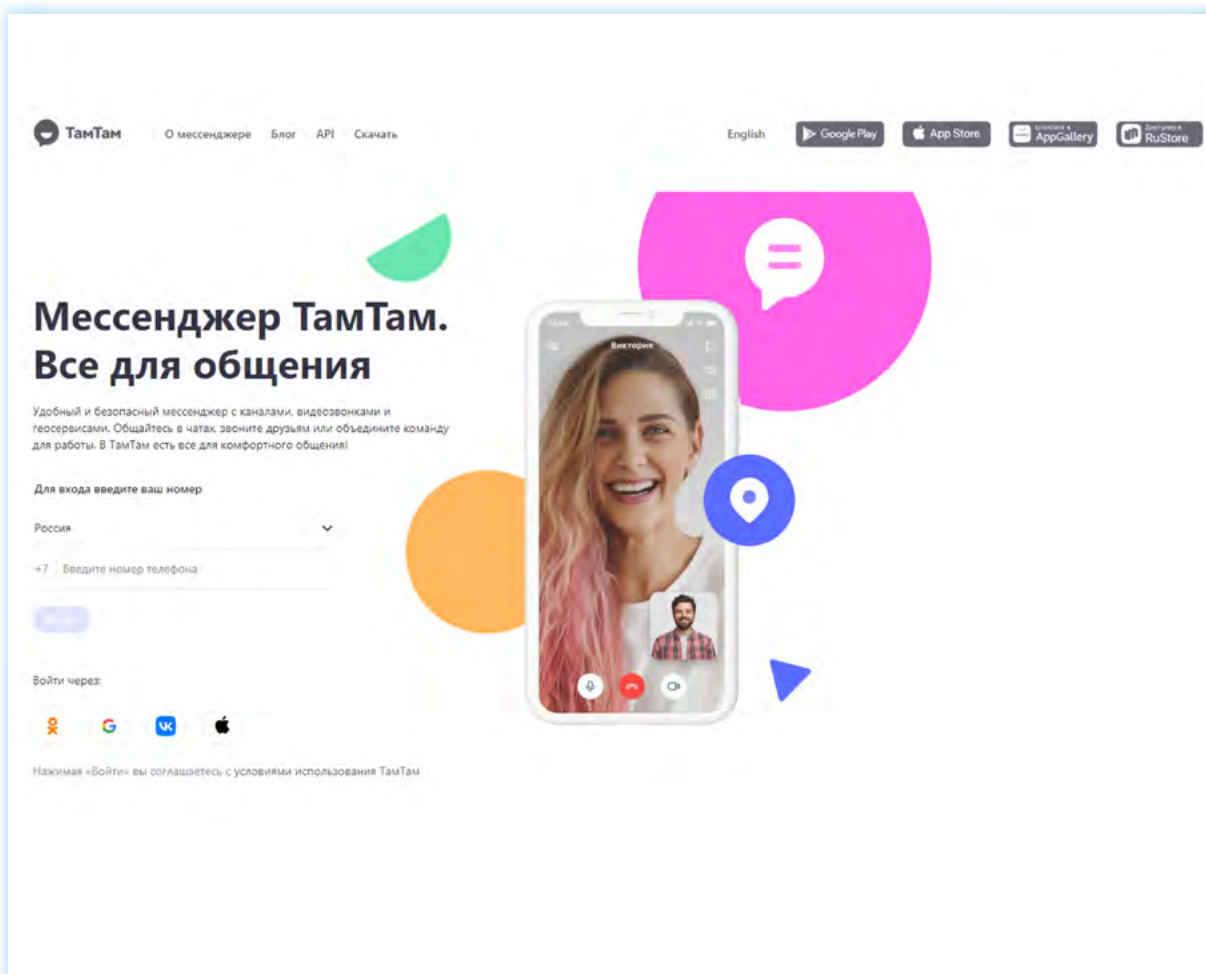 ТамТам
О мессенджере Блог API Скачать
English
Google Play
App Store
AppGallery
Доступно в
RuStore
Мессенджер ТамТам.
Все для общения
Удобный и безопасный мессенджер с каналами, видеозвонками и
геосервисами. Общайтесь в чатах, звоните друзьям или объедините команду
для работы. В ТамТам есть все для комфортного общения!
Для входа введите ваш номер
Россия
+7 Введите номер телефона
Войти через:
Нажимая «Войти» вы соглашаетесь с условиями использования ТамТам
Виктория